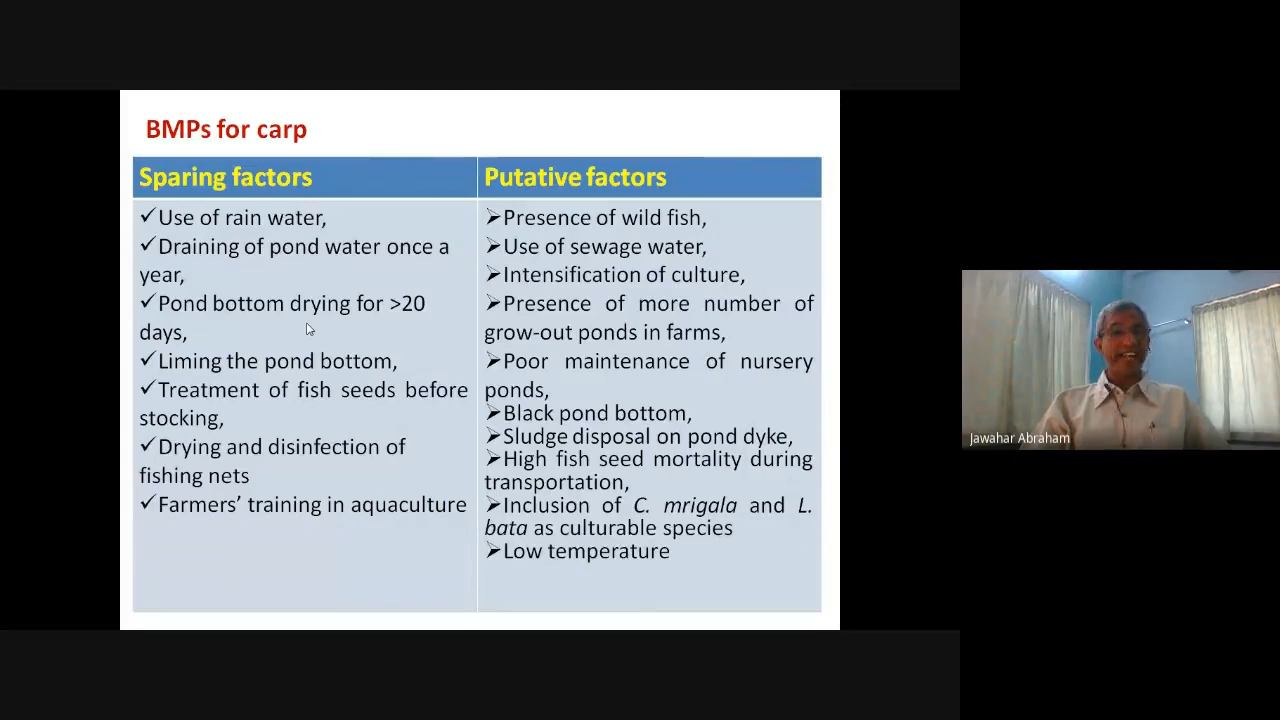 BMPs for carp
Sparing factors
✓Use of rain water,
✓Draining of pond water once a
year,
✓Pond bottom drying for >20
days,
✓Liming the pond bottom,
✓Treatment of fish seeds before
stocking,
✓Drying and disinfection of
fishing nets
✓Farmers’ training in aquaculture
Putative factors
➢Presence of wild fish,
➢Use of sewage water,
➢Intensification of culture,
➢Presence of more number of
grow-out ponds in farms,
➢Poor maintenance of nursery
ponds,
➢Black pond bottom,
➢Sludge disposal on pond dyke,
➢High fish seed mortality during
transportation,
➢Inclusion of C. mrigala and L.
bata as culturable species
➢Low temperature
Jawahar Abraham